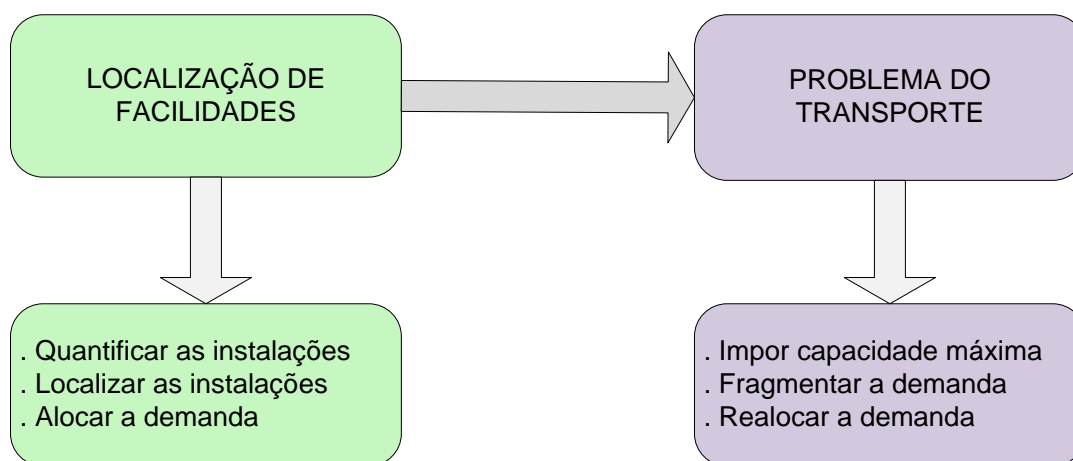 LOCALIZAÇÃO DE
FACILIDADES
PROBLEMA DO
TRANSPORTE
. Quantificar as instalações
. Localizar as instalações
. Alocar a demanda
. Impor capacidade máxima
. Fragmentar a demanda
. Realocar a demanda